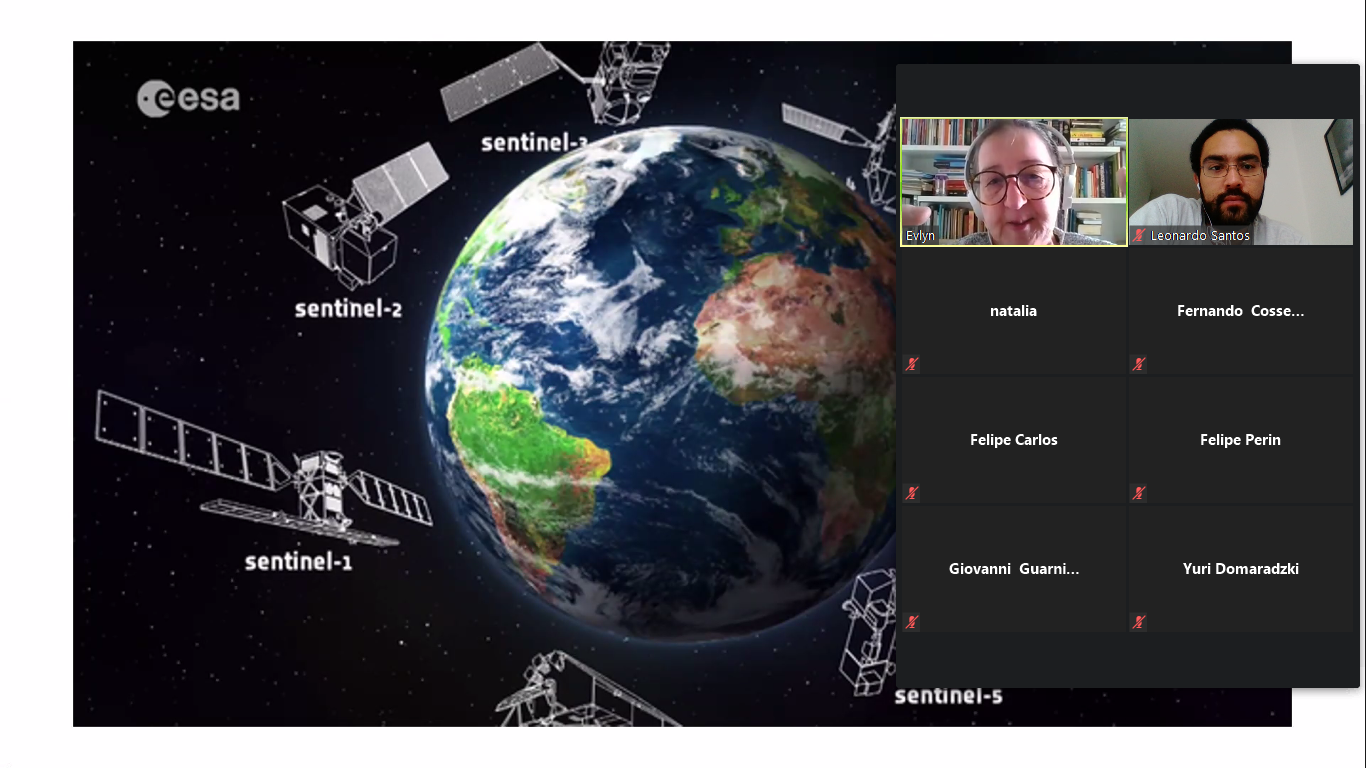 esa
sentinel-3
sentinel-2
4
sentinel-1
sentinel-5
Evlyn
Leonardo Santos
natalia
Fernando Cosse...
Felipe Carlos
Felipe Perin
Giovanni Guarni...
Yuri Domaradzki